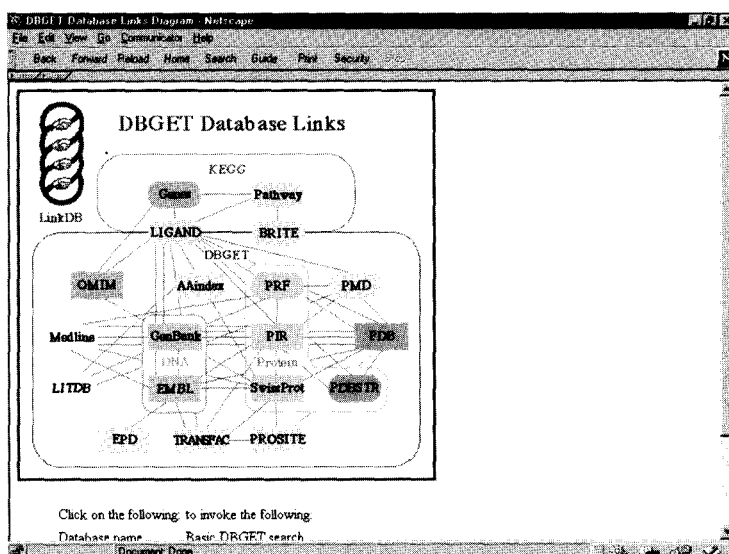 DBGET Database Links Diagram - Netscape
File Edit View Go Communicator Help
Back Forward Reload Home Search Guide Print Security Stop
DBGET Database Links
KEGG
Genes Pathway
LinkDB
LIGAND BRITE
DBGET
OMIM AAindex PRF PMD
Medline GenBank PIR PDB
DNA Protein
LITDB EMBL SwissProt PDBSTR
EPD TRANSFAC PROSITE
Click on the following: to invoke the following:
Database name Basic DBGET search
Document: Done